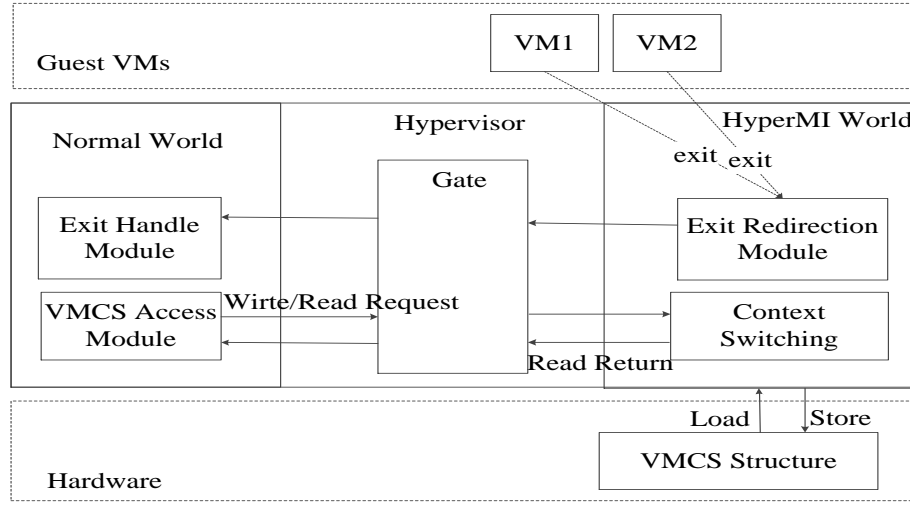 VM1
VM2
Guest VMs
Hypervisor
HyperMI World
Normal World
exit
exit
Gate
Exit Handle
Module
Exit Redirection
Module
VMCS Access
Module
Wirte/Read Request
Context
Switching
Read Return
Load
Store
VMCS Structure
Hardware